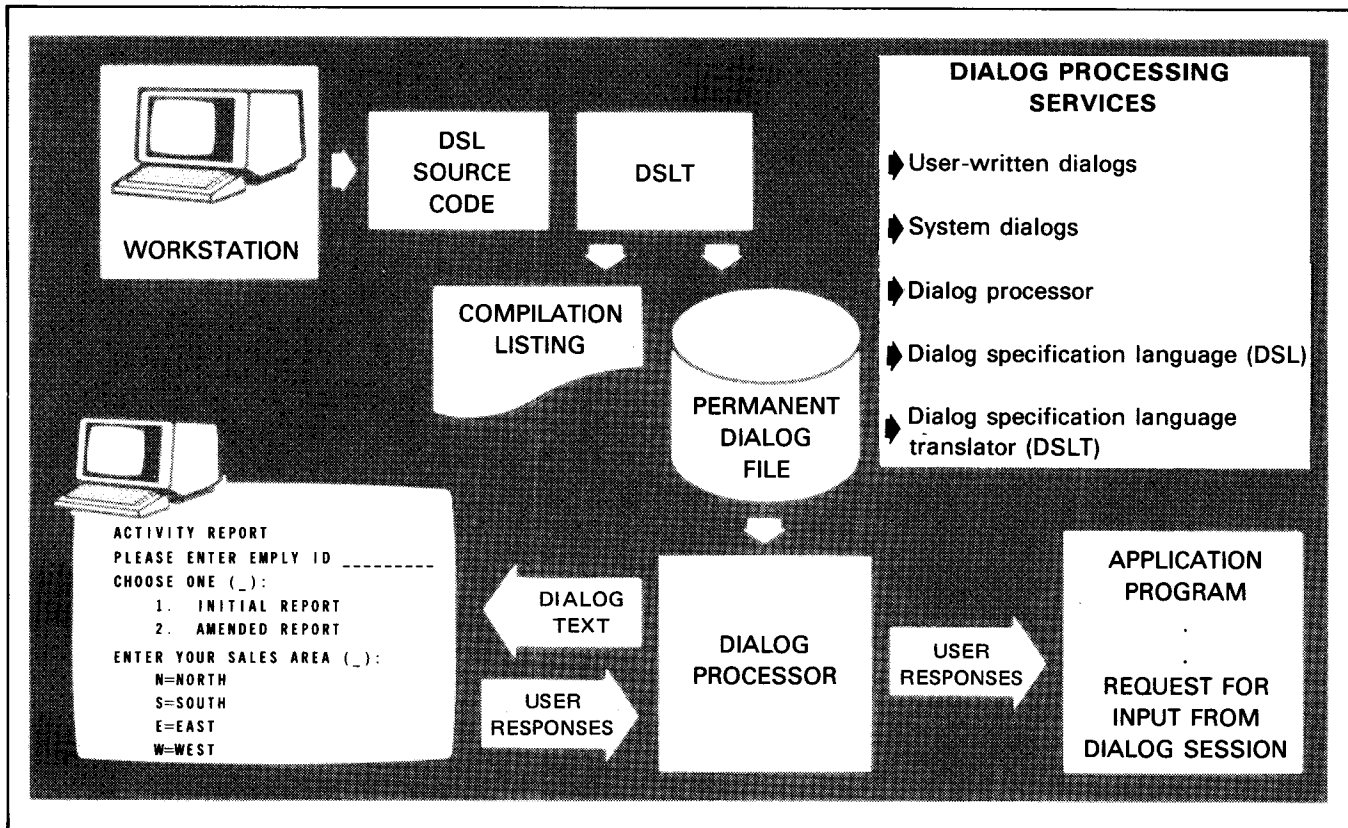 WORKSTATION
DSL
SOURCE
CODE
DSLT
COMPILATION
LISTING
PERMANENT
DIALOG
FILE
DIALOG PROCESSING
SERVICES
User-written dialogs
System dialogs
Dialog processor
Dialog specification language (DSL)
Dialog specification language
translator (DSLT)
ACTIVITY REPORT
PLEASE ENTER EMPLY ID _________
CHOOSE ONE (_):
1. INITIAL REPORT
2. AMENDED REPORT
ENTER YOUR SALES AREA (_):
N=NORTH
S=SOUTH
E=EAST
W=WEST
DIALOG
TEXT
USER
RESPONSES
DIALOG
PROCESSOR
USER
RESPONSES
APPLICATION
PROGRAM
.
.
REQUEST FOR
INPUT FROM
DIALOG SESSION